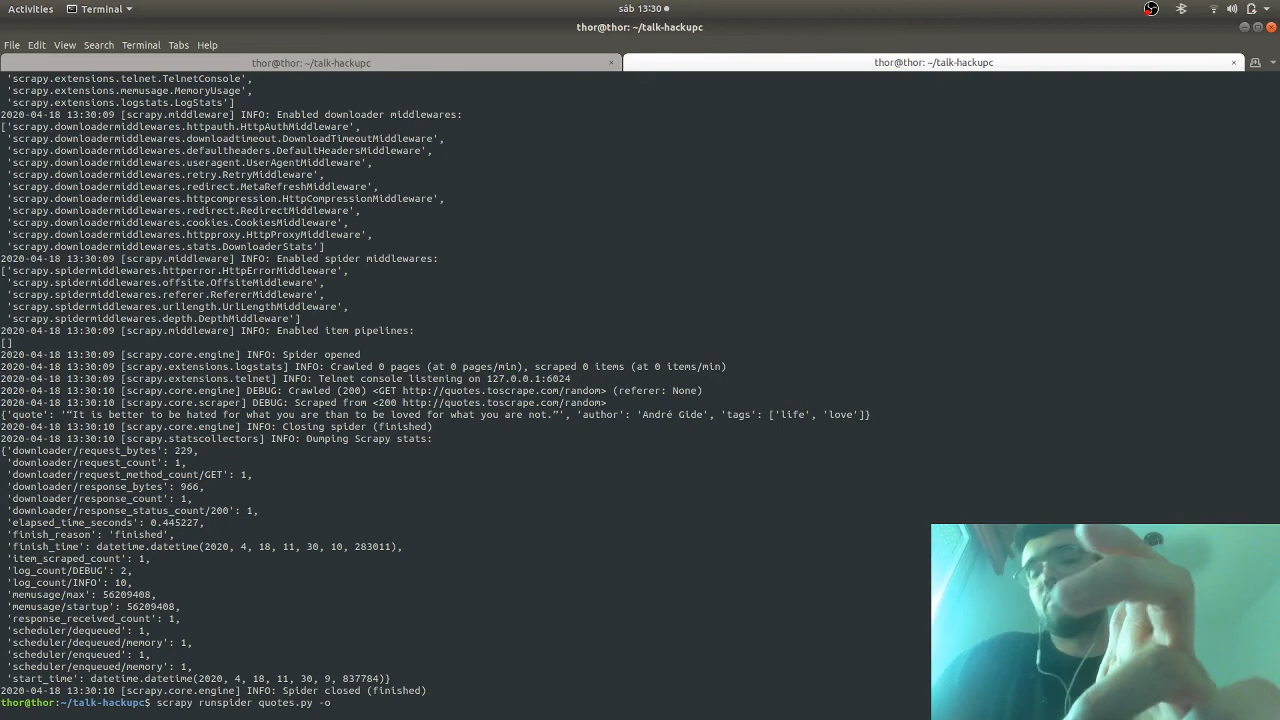 Activities Terminal sáb 13:30
thor@thor: ~/talk-hackupc
File Edit View Search Terminal Tabs Help
thor@thor: ~/talk-hackupc × thor@thor: ~/talk-hackupc ×
'scrapy.extensions.telnet.TelnetConsole',
'scrapy.extensions.memusage.MemoryUsage',
'scrapy.extensions.logstats.LogStats']
2020-04-18 13:30:09 [scrapy.middleware] INFO: Enabled downloader middlewares:
['scrapy.downloadermiddlewares.httpauth.HttpAuthMiddleware',
'scrapy.downloadermiddlewares.downloadtimeout.DownloadTimeoutMiddleware',
'scrapy.downloadermiddlewares.defaultheaders.DefaultHeadersMiddleware',
'scrapy.downloadermiddlewares.useragent.UserAgentMiddleware',
'scrapy.downloadermiddlewares.retry.RetryMiddleware',
'scrapy.downloadermiddlewares.redirect.MetaRefreshMiddleware',
'scrapy.downloadermiddlewares.httpcompression.HttpCompressionMiddleware',
'scrapy.downloadermiddlewares.redirect.RedirectMiddleware',
'scrapy.downloadermiddlewares.cookies.CookiesMiddleware',
'scrapy.downloadermiddlewares.httpproxy.HttpProxyMiddleware',
'scrapy.downloadermiddlewares.stats.DownloaderStats']
2020-04-18 13:30:09 [scrapy.middleware] INFO: Enabled spider middlewares:
['scrapy.spidermiddlewares.httperror.HttpErrorMiddleware',
'scrapy.spidermiddlewares.offsite.OffsiteMiddleware',
'scrapy.spidermiddlewares.referer.RefererMiddleware',
'scrapy.spidermiddlewares.urllength.UrlLengthMiddleware',
'scrapy.spidermiddlewares.depth.DepthMiddleware']
2020-04-18 13:30:09 [scrapy.middleware] INFO: Enabled item pipelines:
[]
2020-04-18 13:30:09 [scrapy.core.engine] INFO: Spider opened
2020-04-18 13:30:09 [scrapy.extensions.logstats] INFO: Crawled 0 pages (at 0 pages/min), scraped 0 items (at 0 items/min)
2020-04-18 13:30:09 [scrapy.extensions.telnet] INFO: Telnet console listening on 127.0.0.1:6024
2020-04-18 13:30:10 [scrapy.core.engine] DEBUG: Crawled (200) <GET http://quotes.toscrape.com/random> (referer: None)
2020-04-18 13:30:10 [scrapy.core.scraper] DEBUG: Scraped from <200 http://quotes.toscrape.com/random>
{'quote': '“It is better to be hated for what you are than to be loved for what you are not.”', 'author': 'André Gide', 'tags': ['life', 'love']}
2020-04-18 13:30:10 [scrapy.core.engine] INFO: Closing spider (finished)
2020-04-18 13:30:10 [scrapy.statscollectors] INFO: Dumping Scrapy stats:
{'downloader/request_bytes': 229,
'downloader/request_count': 1,
'downloader/request_method_count/GET': 1,
'downloader/response_bytes': 966,
'downloader/response_count': 1,
'downloader/response_status_count/200': 1,
'elapsed_time_seconds': 0.445227,
'finish_reason': 'finished',
'finish_time': datetime.datetime(2020, 4, 18, 11, 30, 10, 283011),
'item_scraped_count': 1,
'log_count/DEBUG': 2,
'log_count/INFO': 10,
'memusage/max': 56209408,
'memusage/startup': 56209408,
'response_received_count': 1,
'scheduler/dequeued': 1,
'scheduler/dequeued/memory': 1,
'scheduler/enqueued': 1,
'scheduler/enqueued/memory': 1,
'start_time': datetime.datetime(2020, 4, 18, 11, 30, 9, 837784)}
2020-04-18 13:30:10 [scrapy.core.engine] INFO: Spider closed (finished)
thor@thor:~/talk-hackupc$ scrapy runspider quotes.py -o